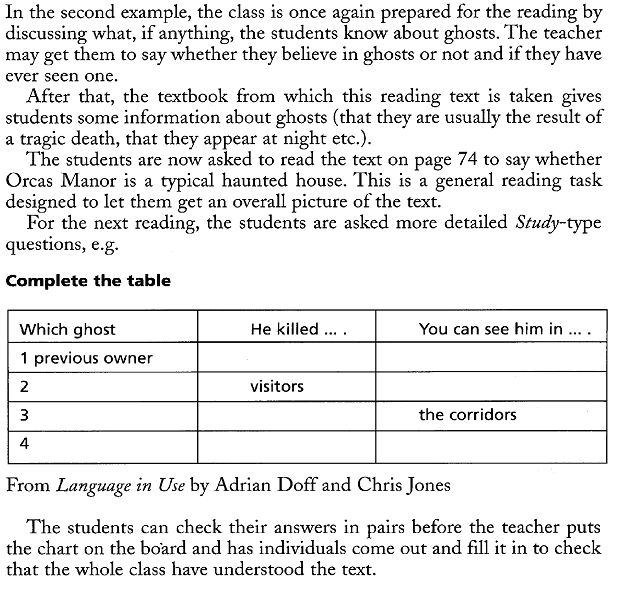 In the second example, the class is once again prepared for the reading by
discussing what, if anything, the students know about ghosts. The teacher
may get them to say whether they believe in ghosts or not and if they have
ever seen one.
After that, the textbook from which this reading text is taken gives
students some information about ghosts (that they are usually the result of
a tragic death, that they appear at night etc.).
The students are now asked to read the text on page 74 to say whether
Orcas Manor is a typical haunted house. This is a general reading task
designed to let them get an overall picture of the text.
For the next reading, the students are asked more detailed Study-type
questions, e.g.
Complete the table
Which ghost He killed .... . You can see him in .... .
1 previous owner
2 visitors
3 the corridors
4
From Language in Use by Adrian Doff and Chris Jones
The students can check their answers in pairs before the teacher puts
the chart on the board and has individuals come out and fill it in to check
that the whole class have understood the text.